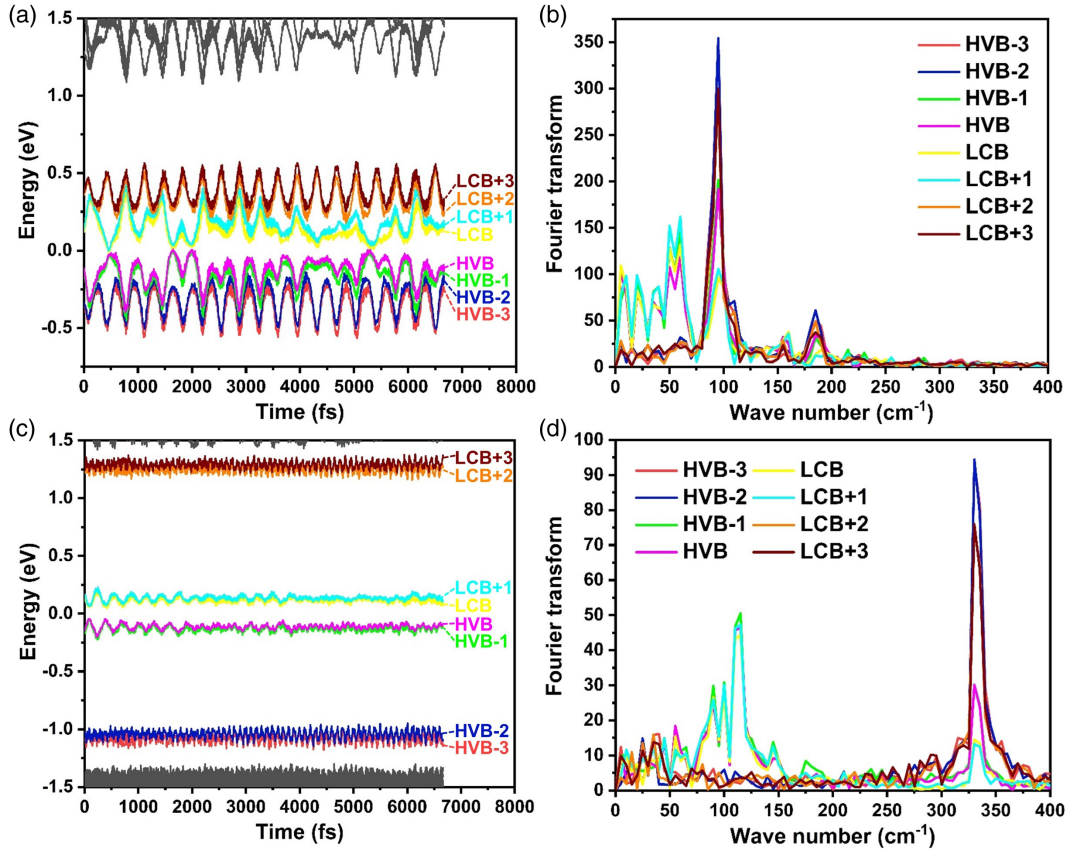 (a)
1.5
1.0
0.5
0.0
-0.5
Energy (eV)
LCB+3
LCB+2
LCB+1
LCB
HVB
HVB-1
HVB-2
HVB-3
0 1000 2000 3000 4000 5000 6000 7000 8000
Time (fs)
(b)
350
300
250
200
150
100
50
0
Fourier transform
HVB-3
HVB-2
HVB-1
HVB
LCB
LCB+1
LCB+2
LCB+3
0 50 100 150 200 250 300 350 400
Wave number (cm⁻¹)
(c)
1.5
1.0
0.5
0.0
-0.5
-1.0
-1.5
Energy (eV)
LCB+3
LCB+2
LCB+1
LCB
HVB
HVB-1
HVB-2
HVB-3
0 1000 2000 3000 4000 5000 6000 7000 8000
Time (fs)
(d)
100
90
80
70
60
50
40
30
20
10
0
Fourier transform
HVB-3 LCB
HVB-2 LCB+1
HVB-1 LCB+2
HVB LCB+3
0 50 100 150 200 250 300 350 400
Wave number (cm⁻¹)